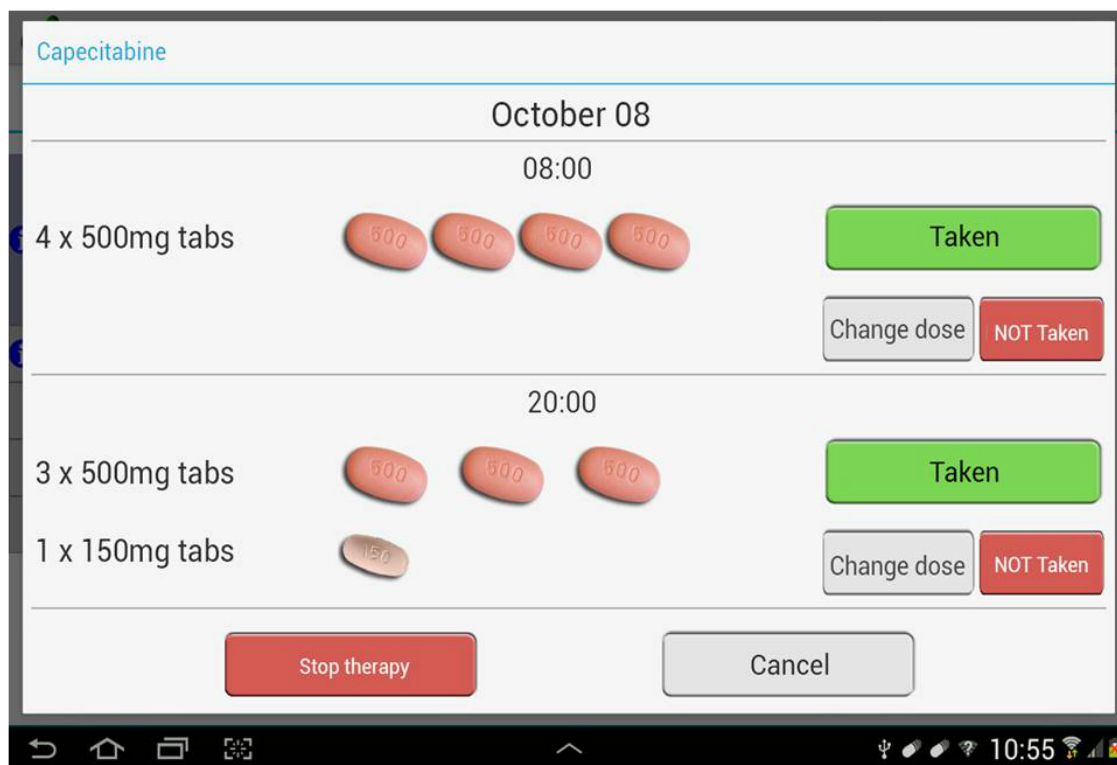 Capecitabine
October 08
08:00
4 x 500mg tabs
500 500 500 500
Taken
Change dose NOT Taken
20:00
3 x 500mg tabs
500 500 500
Taken
1 x 150mg tabs
150
Change dose NOT Taken
Stop therapy Cancel
10:55